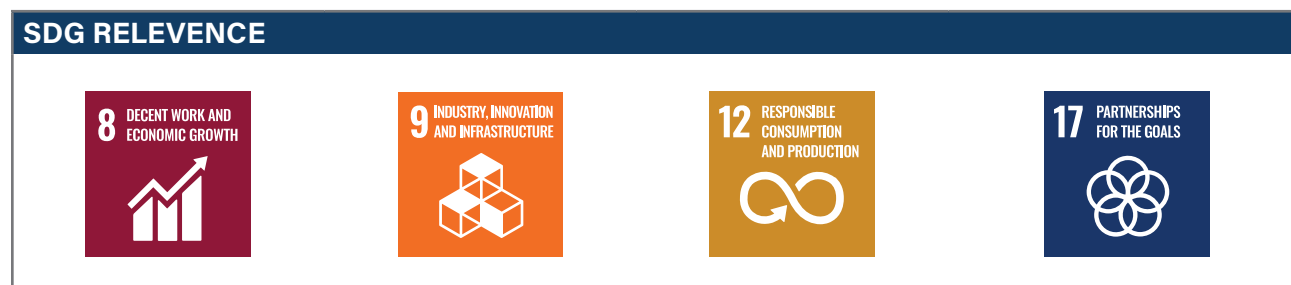 SDG RELEVENCE
8 DECENT WORK AND
ECONOMIC GROWTH
9 INDUSTRY, INNOVATION
AND INFRASTRUCTURE
12 RESPONSIBLE
CONSUMPTION
AND PRODUCTION
17 PARTNERSHIPS
FOR THE GOALS